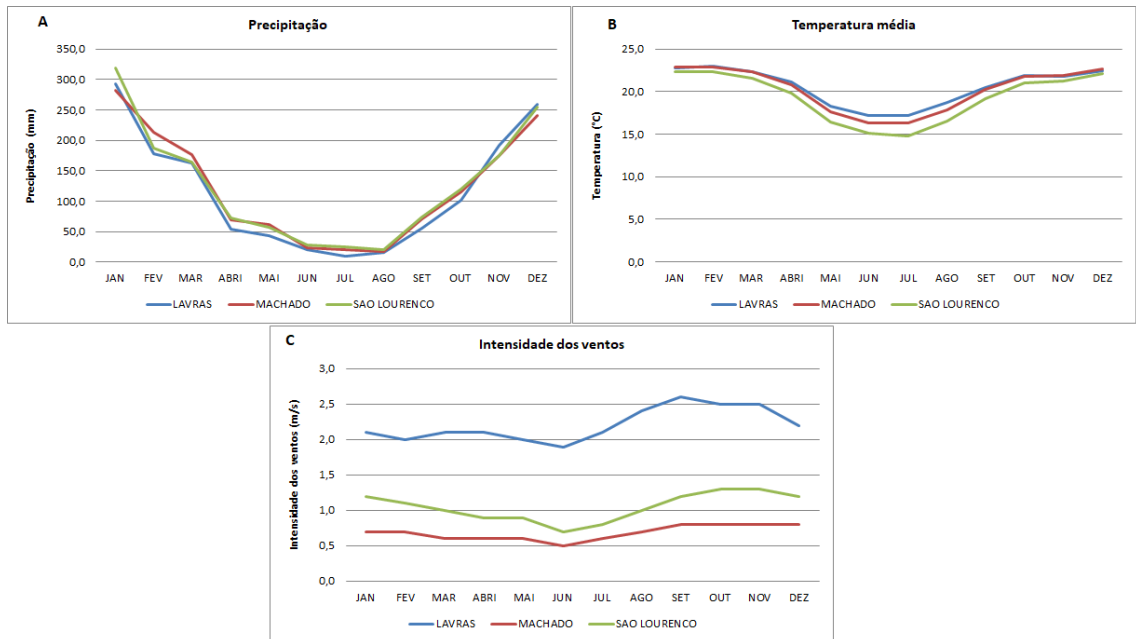 A
Precipitação
Precipitação (mm)
350,0
300,0
250,0
200,0
150,0
100,0
50,0
0,0
JAN FEV MAR ABRI MAI JUN JUL AGO SET OUT NOV DEZ
LAVRAS MACHADO SAO LOURENCO
B
Temperatura média
Temperatura (°C)
25,0
20,0
15,0
10,0
5,0
0,0
JAN FEV MAR ABRI MAI JUN JUL AGO SET OUT NOV DEZ
LAVRAS MACHADO SAO LOURENCO
C
Intensidade dos ventos
Intensidade dos ventos (m/s)
3,0
2,5
2,0
1,5
1,0
0,5
0,0
JAN FEV MAR ABRI MAI JUN JUL AGO SET OUT NOV DEZ
LAVRAS MACHADO SAO LOURENCO